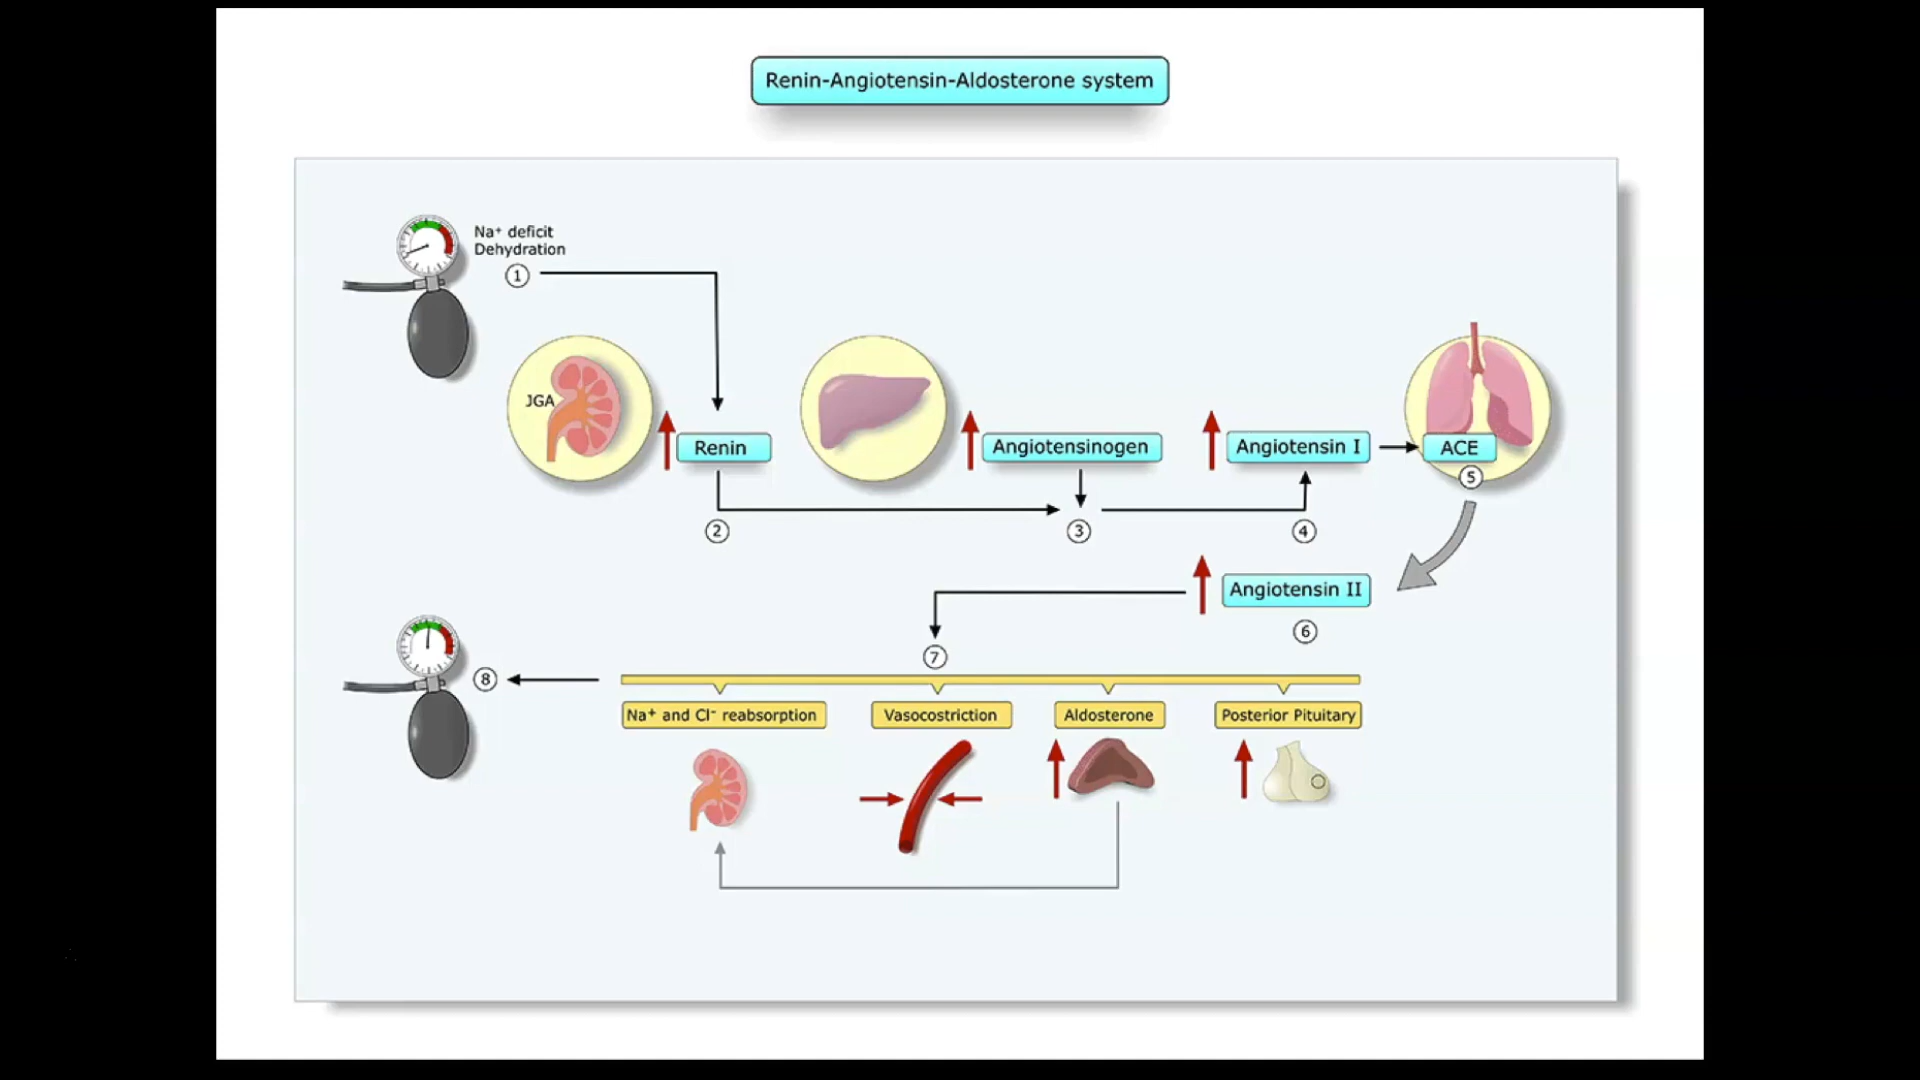 Renin-Angiotensin-Aldosterone system
Na⁺ deficit
Dehydration
1
JGA
Renin
Angiotensinogen
Angiotensin I
ACE
5
2
3
4
Angiotensin II
6
7
8
Na⁺ and Cl⁻ reabsorption
Vasocostriction
Aldosterone
Posterior Pituitary